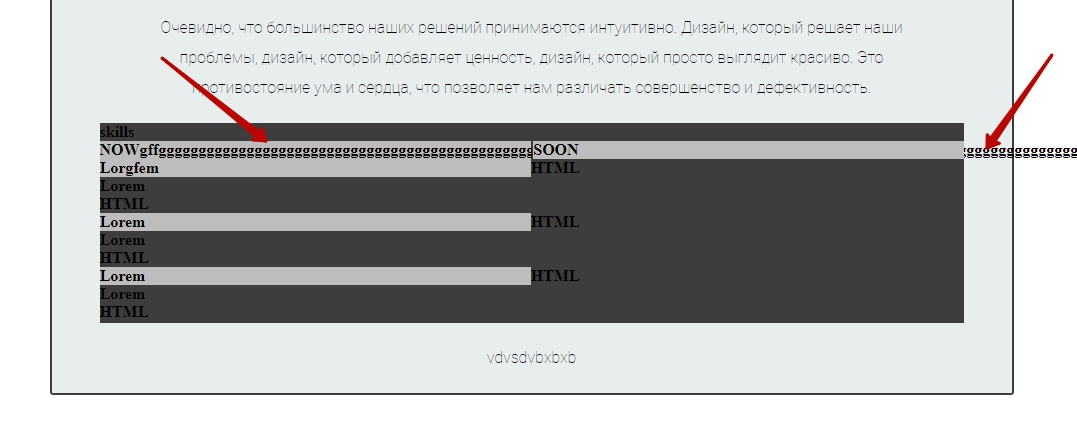 Очевидно, что большинство наших решений принимаются интуитивно. Дизайн, который решает наши
проблемы, дизайн, который добавляет ценность, дизайн, который просто выглядит красиво. Это
противостояние ума и сердца, что позволяет нам различать совершенство и дефективность.
skills
SOON
Lorgfem HTML
Lorem
HTML
Lorem HTML
Lorem
HTML
Lorem HTML
Lorem
HTML
vdvsdvbxbxb